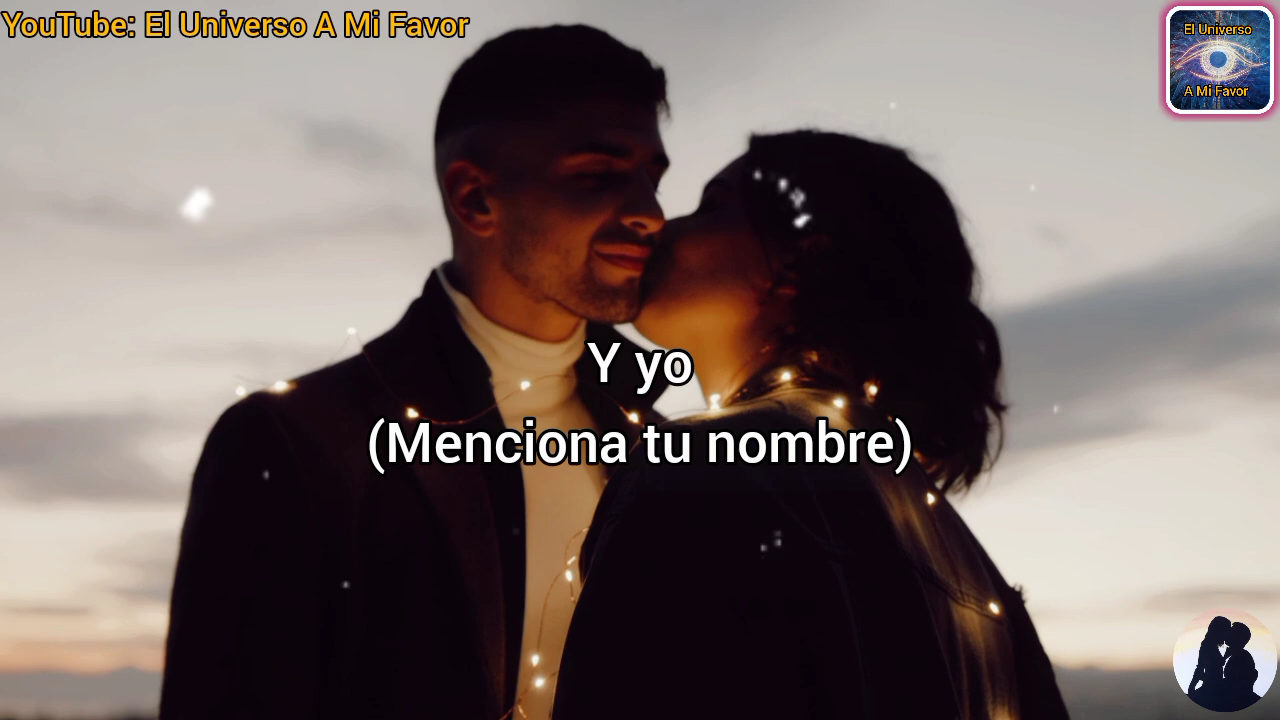 YouTube: El Universo A Mi Favor
El Universo
A Mi Favor
Y yo
(Menciona tu nombre)